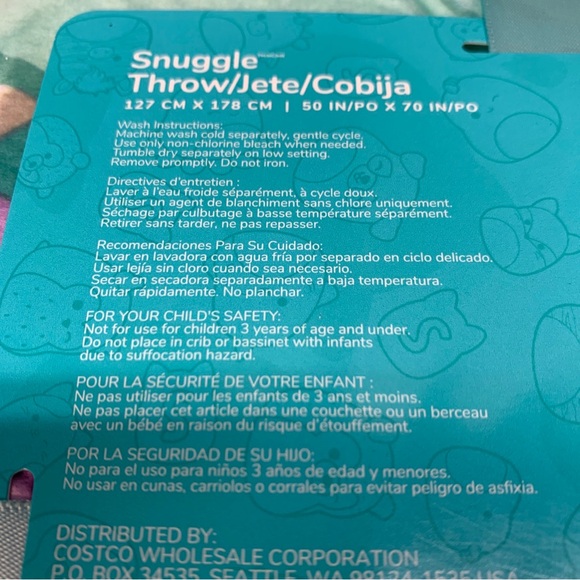 Snuggle
Throw/Jete/Cobija
127 CM X 178 CM | 50 IN/PO X 70 IN/PO
Wash Instructions:
Machine wash cold separately, gentle cycle.
Use only non-chlorine bleach when needed.
Tumble dry separately on low setting.
Remove promptly. Do not iron.
Directives d'entretien :
Laver à l'eau froide séparément, à cycle doux.
Utiliser un agent de blanchiment sans chlore uniquement.
Séchage par culbutage à basse température séparément.
Retirer sans tarder, ne pas repasser.
Recomendaciones Para Su Cuidado:
Lavar en lavadora con agua fría por separado en ciclo delicado.
Usar lejía sin cloro cuando sea necesario.
Secar en secadora separadamente a baja temperatura.
Quitar rápidamente. No planchar.
FOR YOUR CHILD'S SAFETY:
Not for use for children 3 years of age and under.
Do not place in crib or bassinet with infants
due to suffocation hazard.
POUR LA SÉCURITÉ DE VOTRE ENFANT :
Ne pas utiliser pour les enfants de 3 ans et moins.
Ne pas placer cet article dans une couchette ou un berceau
avec un bébé en raison du risque d'étouffement.
POR LA SEGURIDAD DE SU HIJO:
No para el uso para niños 3 años de edad y menores.
No usar en cunas, carriolos o corrales para evitar peligro de asfixia.
DISTRIBUTED BY:
COSTCO WHOLESALE CORPORATION
P.O. BOX 34535, SEATTLE, WA 98124-1535 USA